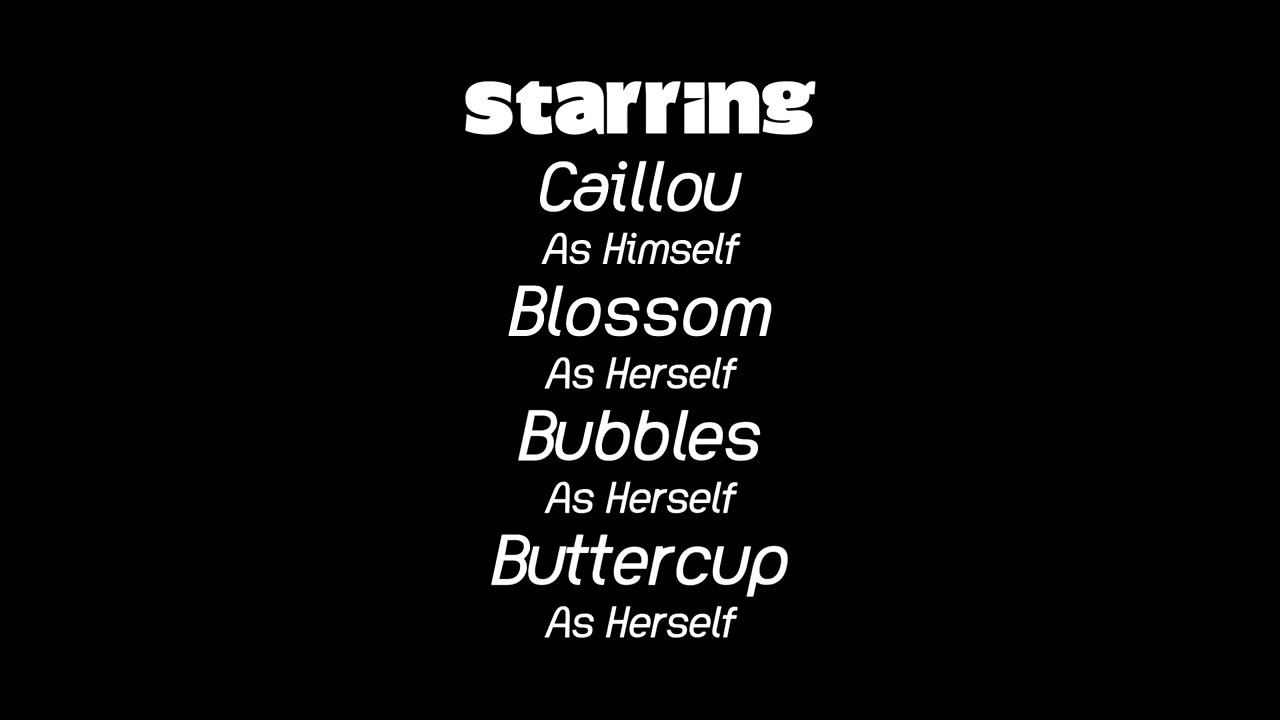 starring
Caillou
As Himself
Blossom
As Herself
Bubbles
As Herself
Buttercup
As Herself